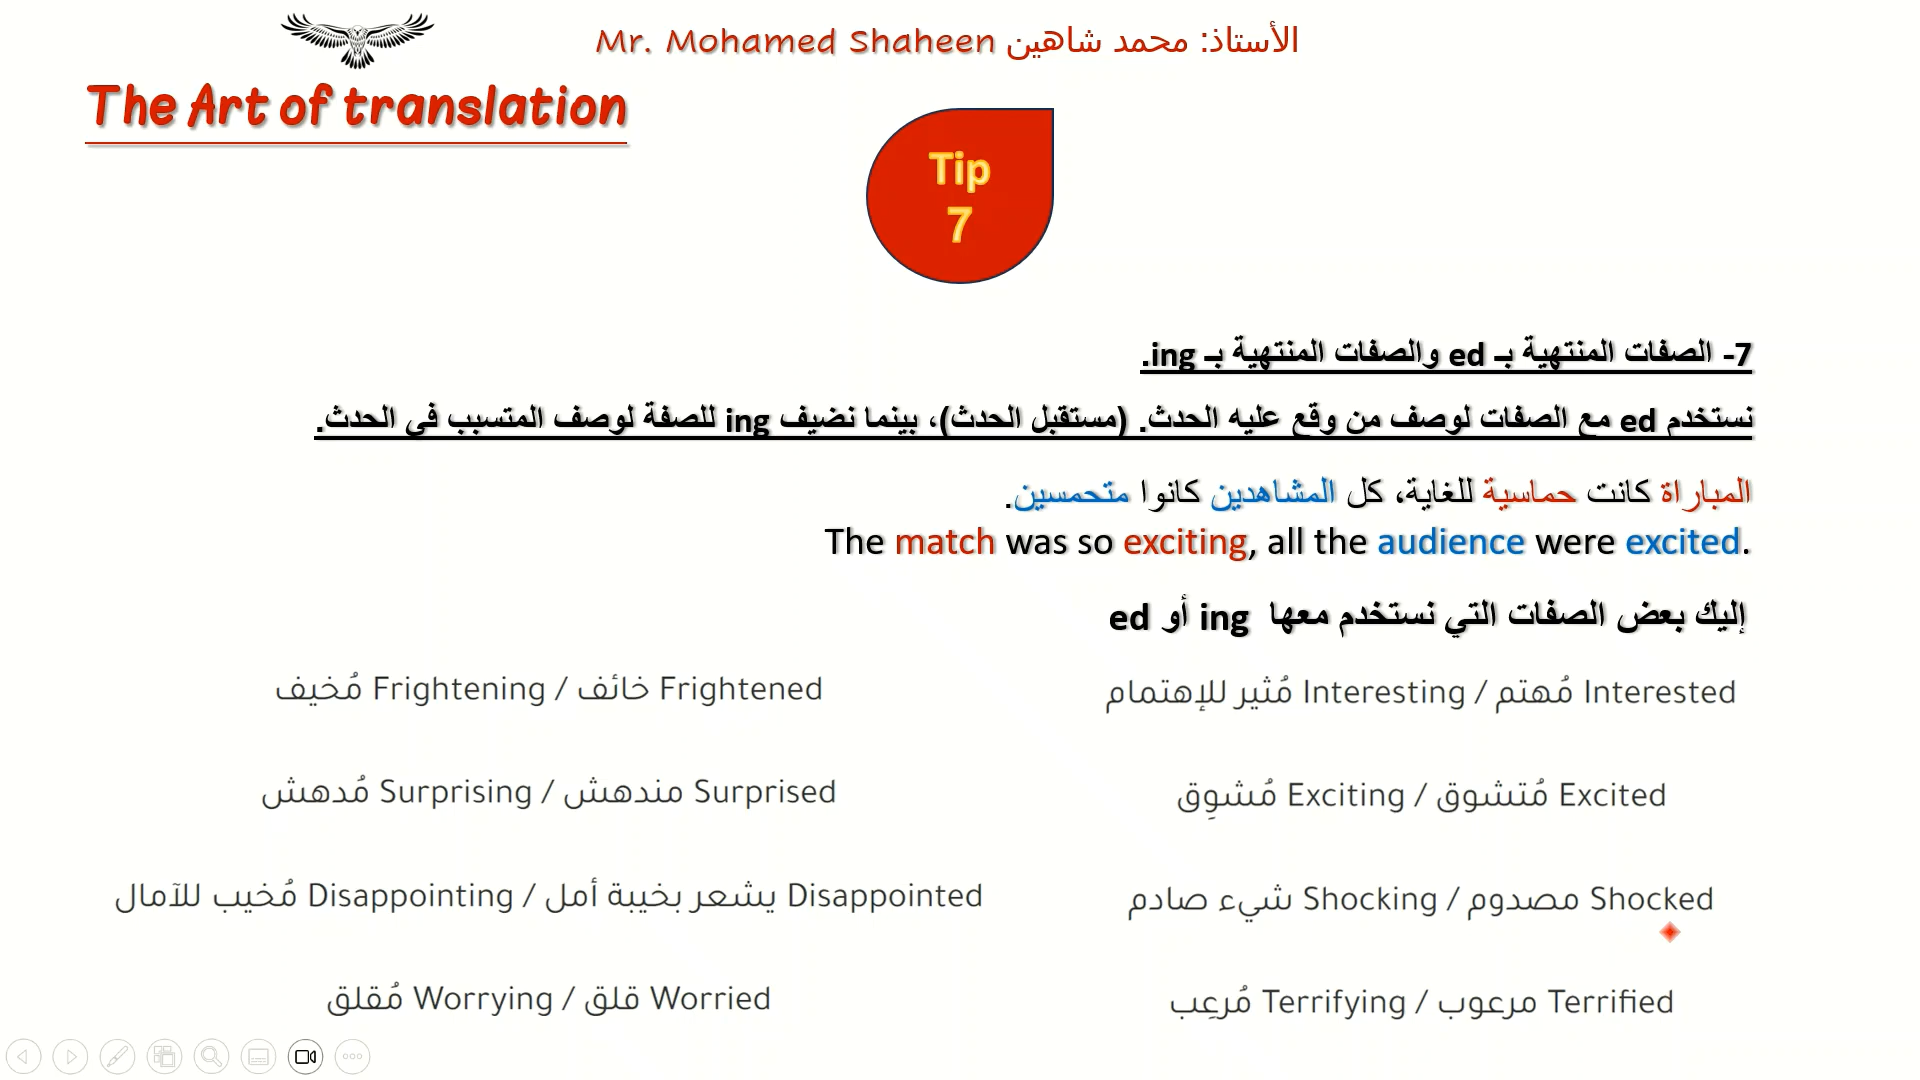 Mr. Mohamed Shaheen الأستاذ: محمد شاهين
The Art of translation
Tip
7
7- الصفات المنتهية بـ ed والصفات المنتهية بـ ing.
نستخدم ed مع الصفات لوصف من وقع عليه الحدث. (مستقبل الحدث)، بينما نضيف ing للصفة لوصف المتسبب في الحدث.
المباراة كانت حماسية للغاية، كل المشاهدين كانوا متحمسين.
The match was so exciting, all the audience were excited.
إليك بعض الصفات التي نستخدم معها ing أو ed
Interested مُهتم / Interesting مُثير للإهتمام
Frightened خائف / Frightening مُخيف
Excited مُتشوق / Exciting مُشوِق
Surprised مندهش / Surprising مُدهش
Shocked مصدوم / Shocking شيء صادم
Disappointed يشعر بخيبة أمل / Disappointing مُخيب للآمال
Terrified مرعوب / Terrifying مُرعِب
Worried قلق / Worrying مُقلق